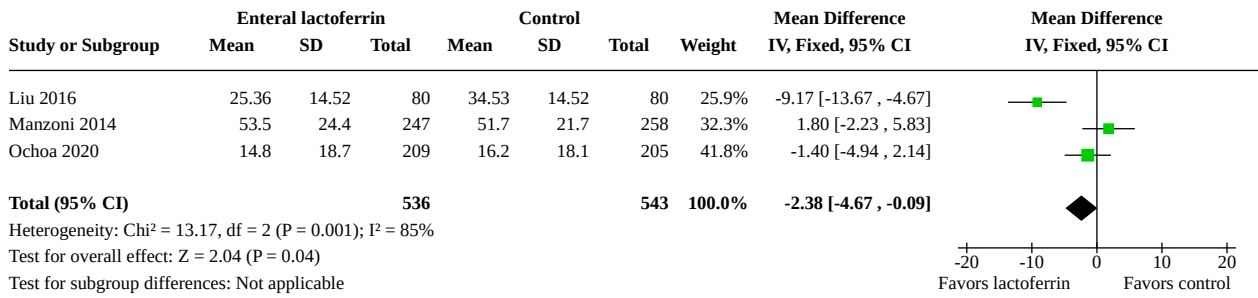 Enteral lactoferrin Control Mean Difference Mean Difference
Study or Subgroup Mean SD Total Mean SD Total Weight IV, Fixed, 95% CI IV, Fixed, 95% CI
Liu 2016 25.36 14.52 80 34.53 14.52 80 25.9% -9.17 [-13.67 , -4.67]
Manzoni 2014 53.5 24.4 247 51.7 21.7 258 32.3% 1.80 [-2.23 , 5.83]
Ochoa 2020 14.8 18.7 209 16.2 18.1 205 41.8% -1.40 [-4.94 , 2.14]
Total (95% CI) 536 543 100.0% -2.38 [-4.67 , -0.09]
Heterogeneity: Chi² = 13.17, df = 2 (P = 0.001); I² = 85%
Test for overall effect: Z = 2.04 (P = 0.04)
Test for subgroup differences: Not applicable
-20 -10 0 10 20
Favors lactoferrin Favors control